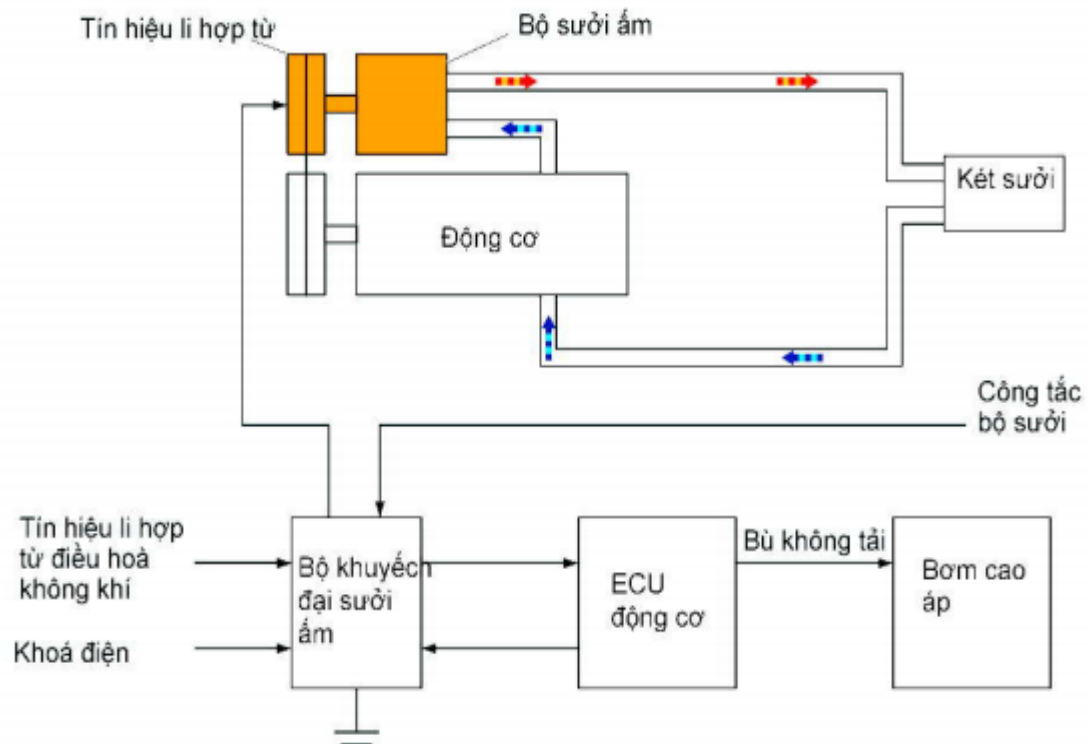 Tín hiệu li hợp từ
Bộ sưởi ấm
Két sưởi
Động cơ
Công tắc
bộ sưởi
Tín hiệu li hợp
từ điều hoà
không khí
Khoá điện
Bộ khuyếch
đại sưởi
ấm
ECU
động cơ
Bù không tải
Bơm cao
áp